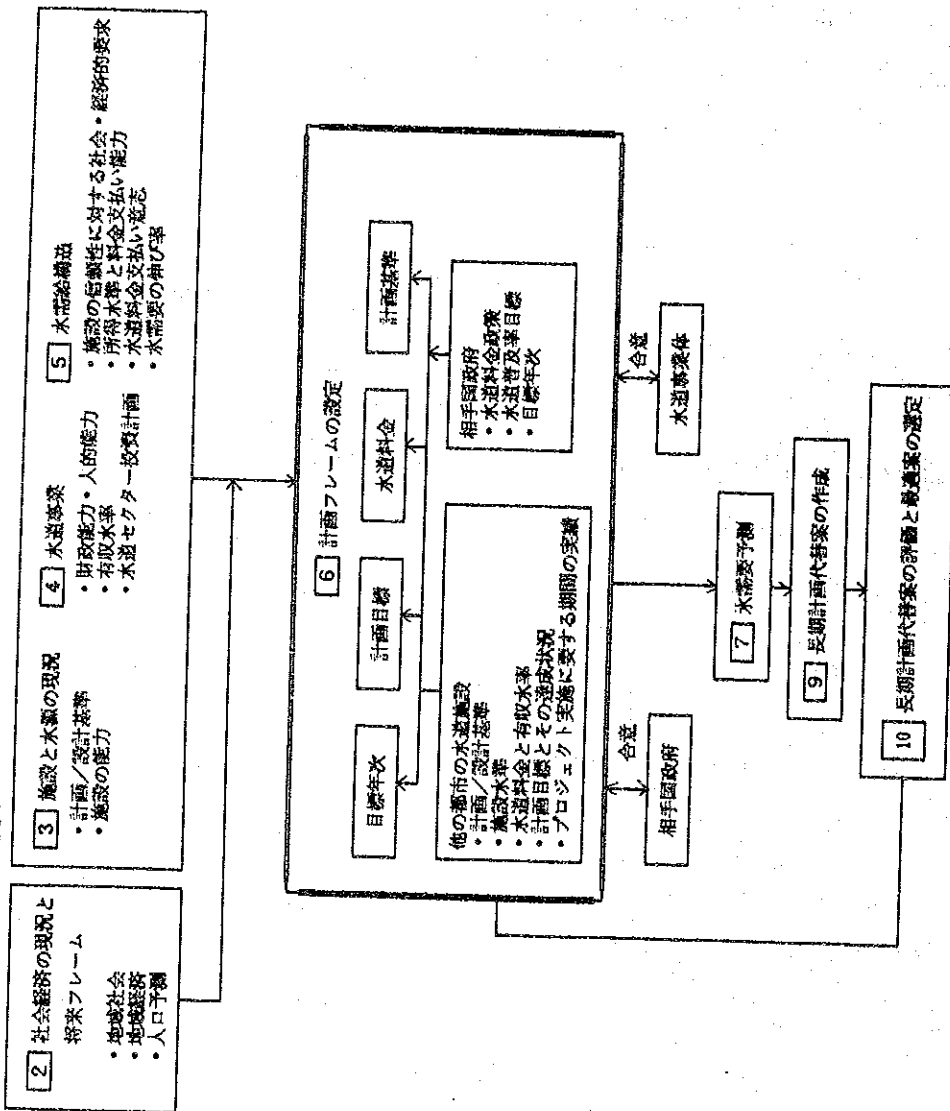 2 社会経済の現況と
将来フレーム
・地域社会
・地域経済
・人口予測
3 施設と水源の現況
・計画／設計基準
・施設の能力
4 水道事業
・財政能力・人的能力
・有収水率
・水道セクター投資計画
5 水需給構造
・施設の信頼性に対する社会・経済的要求
・所得水準と料金支払い能力
・水道料金支払い意志
・水需要の伸び率
6 計画フレームの設定
目標年次
計画目標
水道料金
計画基準
他の都市の水道施設
・計画／設計基準
・施設水準
・水道料金と有収水率
・計画目標とその達成状況
・プロジェクト実施に要する期間の実績
相手国政府
・水道料金政策
・水道普及率目標
・目標年次
合意
相手国政府
合意
水道事業体
7 水需要予測
9 長期計画代替案の作成
10 長期計画代替案の評価と最適案の選定